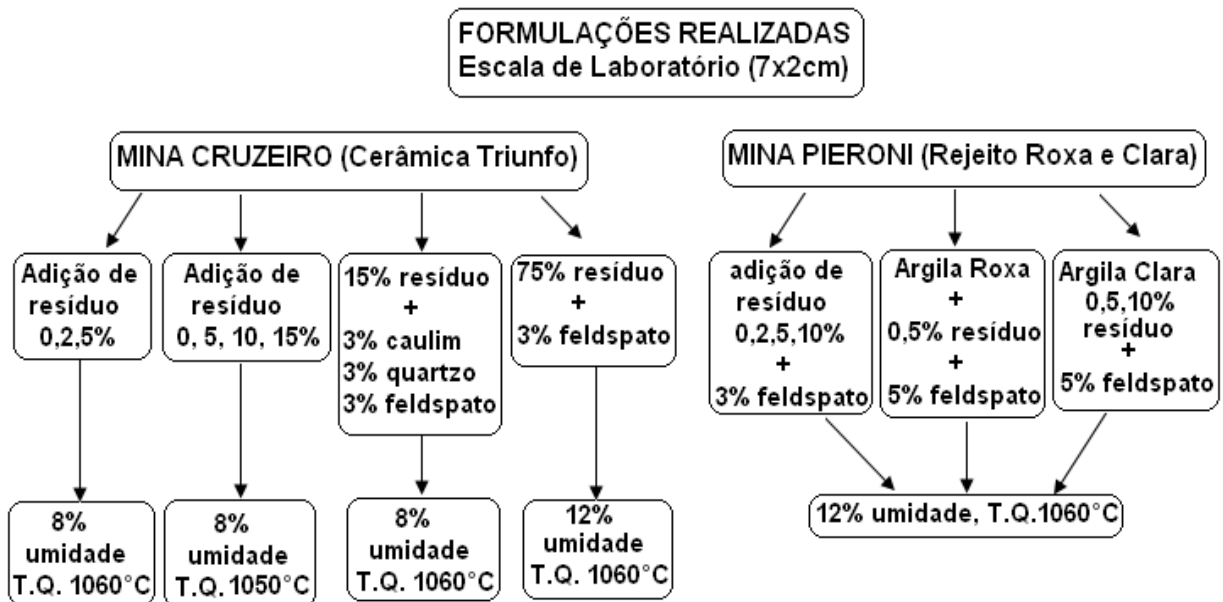 FORMULAÇÕES REALIZADAS
Escala de Laboratório (7x2cm)
MINA CRUZEIRO (Cerâmica Triunfo)
MINA PIERONI (Rejeito Roxa e Clara)
Adição de
resíduo
0,2,5%
Adição de
resíduo
0, 5, 10, 15%
15% resíduo
+
3% caulim
3% quartzo
3% feldspato
75% resíduo
+
3% feldspato
adição de
resíduo
0,2,5,10%
+
3% feldspato
Argila Roxa
+
0,5% resíduo
+
5% feldspato
Argila Clara
0,5,10%
resíduo
+
5% feldspato
8%
umidade
T.Q. 1060°C
8%
umidade
T.Q. 1050°C
8%
umidade
T.Q. 1060°C
12%
umidade
T.Q. 1060°C
12% umidade, T.Q.1060°C